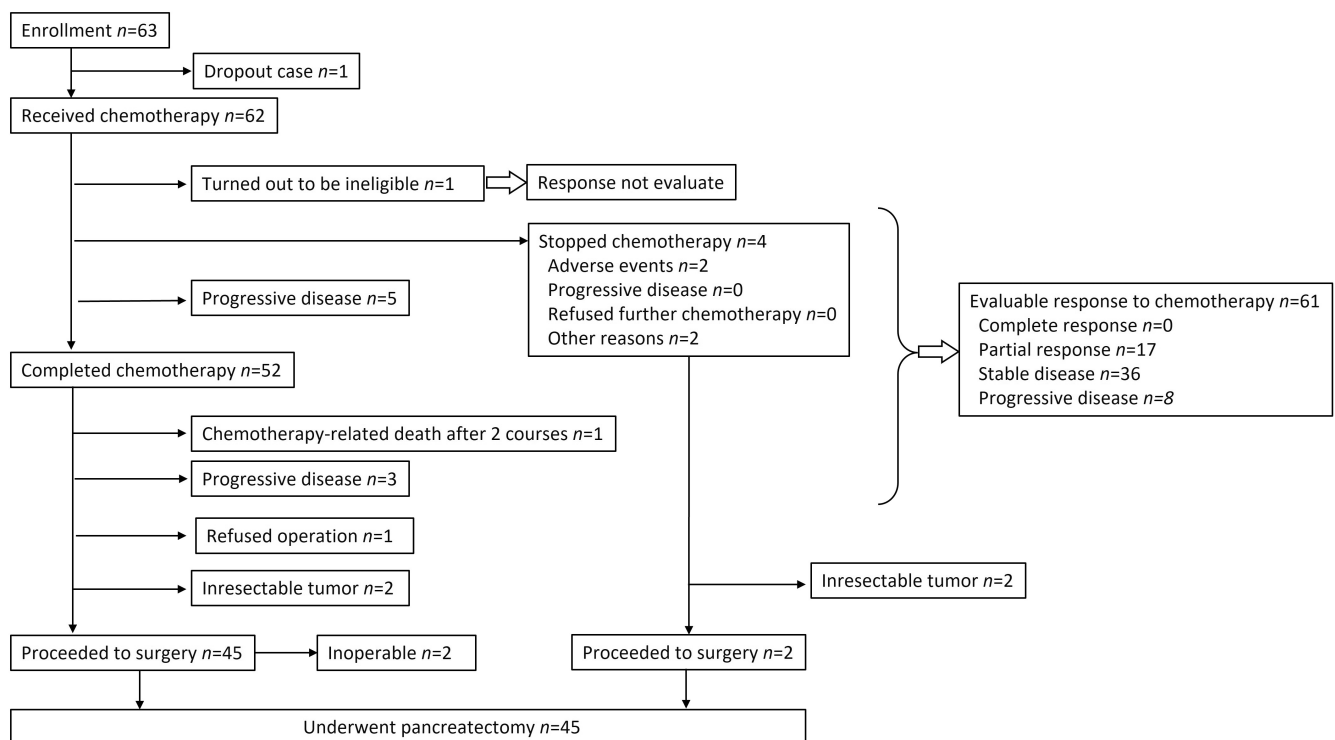 Enrollment n=63
Dropout case n=1
Received chemotherapy n=62
Turned out to be ineligible n=1
Response not evaluate
Stopped chemotherapy n=4
Adverse events n=2
Progressive disease n=0
Refused further chemotherapy n=0
Other reasons n=2
Progressive disease n=5
Evaluable response to chemotherapy n=61
Complete response n=0
Partial response n=17
Stable disease n=36
Progressive disease n=8
Completed chemotherapy n=52
Chemotherapy-related death after 2 courses n=1
Progressive disease n=3
Refused operation n=1
Inresectable tumor n=2
Inresectable tumor n=2
Proceeded to surgery n=45
Inoperable n=2
Proceeded to surgery n=2
Underwent pancreatectomy n=45